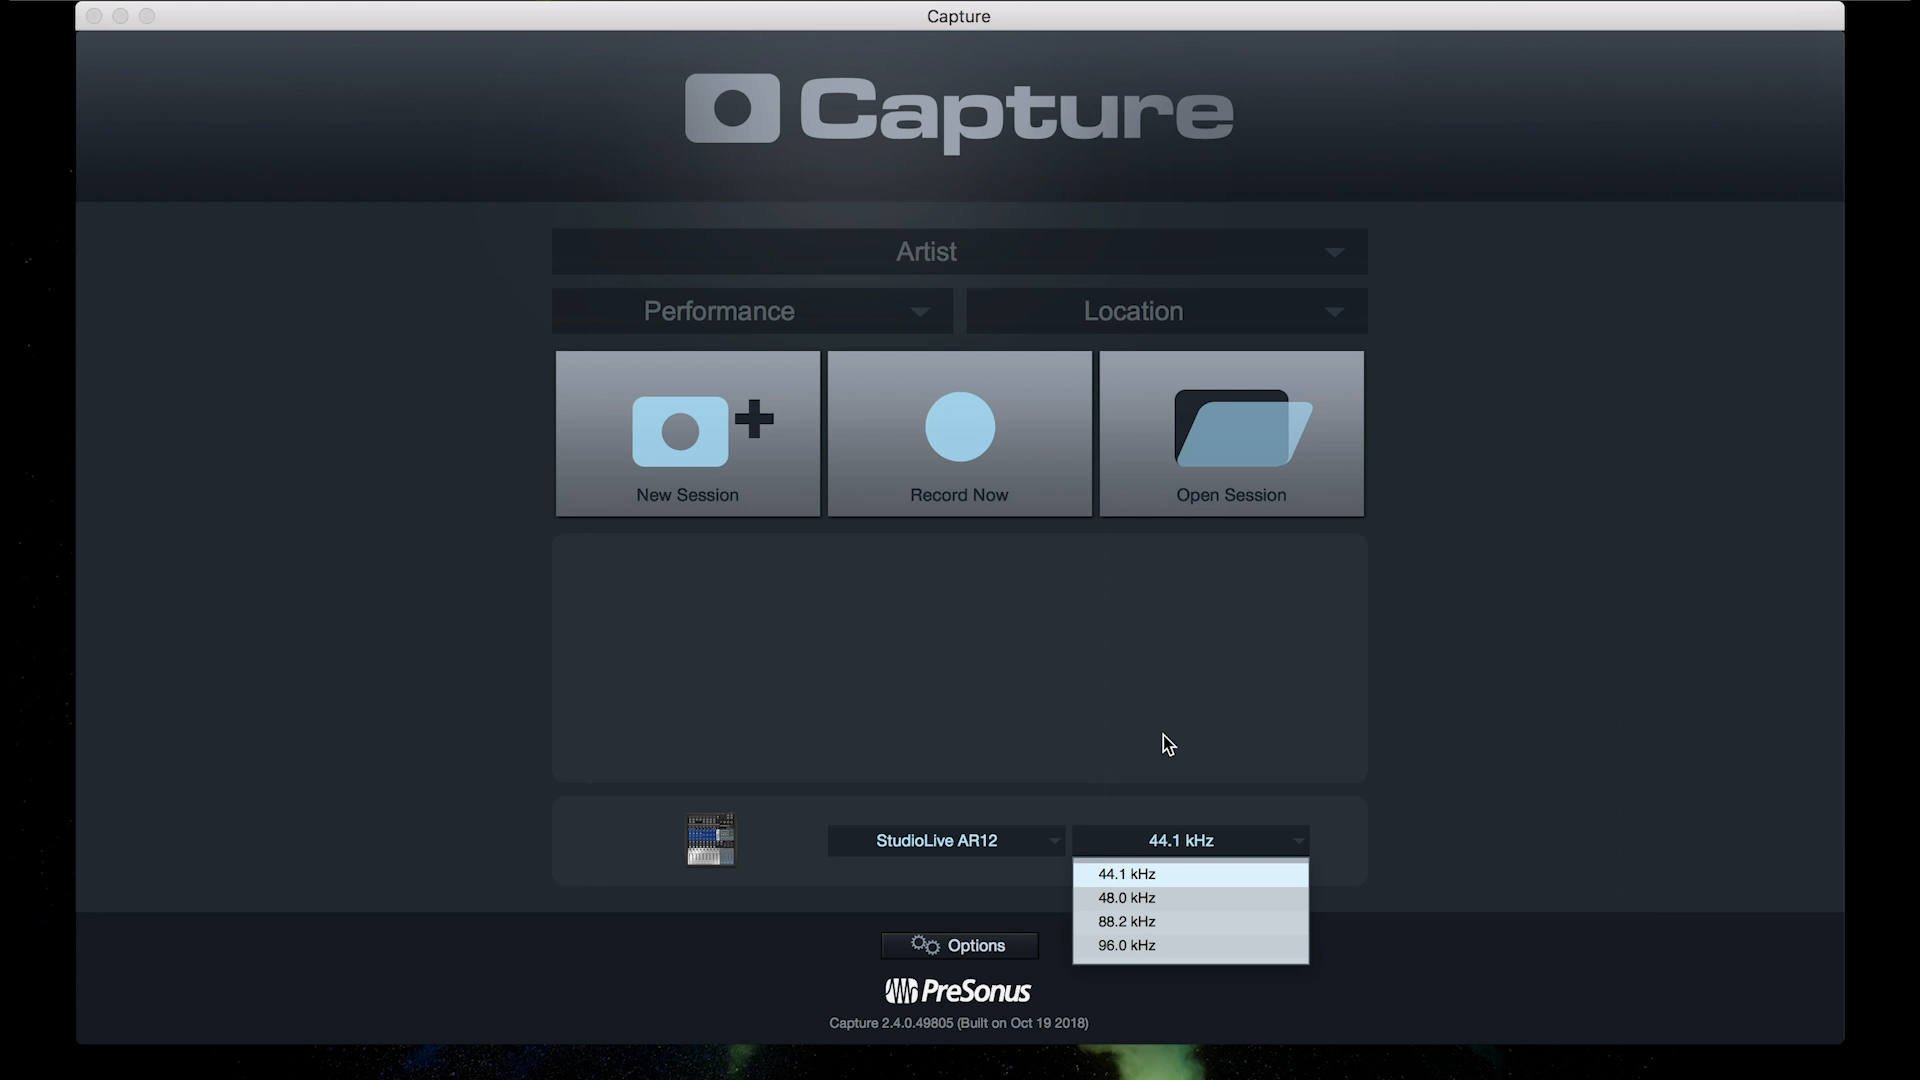 Capture
Capture
Artist
Performance
Location
New Session
Record Now
Open Session
StudioLive AR12
44.1 kHz
44.1 kHz
48.0 kHz
88.2 kHz
96.0 kHz
Options
PreSonus
Capture 2.4.0.49805 (Built on Oct 19 2018)